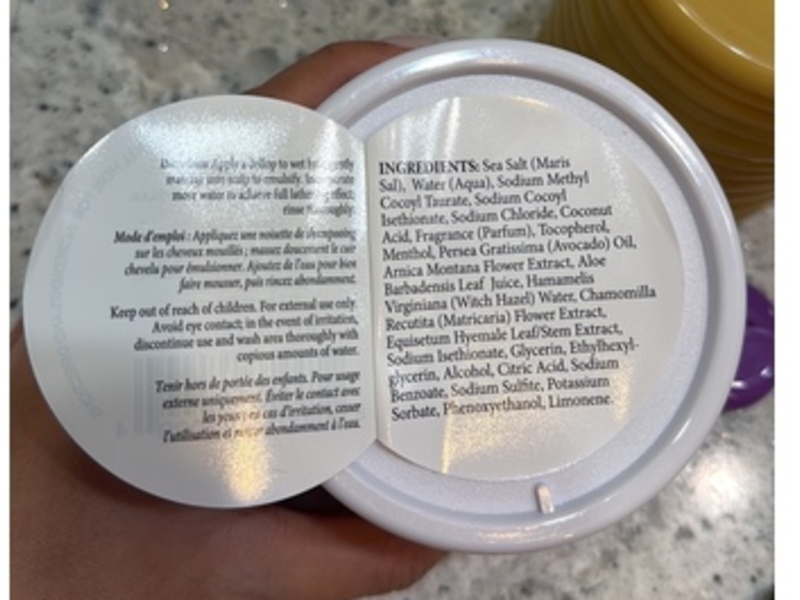 Directions: Apply a dollop to wet hair, gently
massage into scalp to emulsify. Incorporate
more water to achieve full lathering effect;
rinse thoroughly.
Mode d'emploi : Appliquez une noisette de shampooing
sur les cheveux mouillés ; massez doucement le cuir
chevelu pour émulsionner. Ajoutez de l'eau pour bien
faire mousser, puis rincez abondamment.
Keep out of reach of children. For external use only.
Avoid eye contact; in the event of irritation,
discontinue use and wash area thoroughly with
copious amounts of water.
Tenir hors de portée des enfants. Pour usage
externe uniquement. Éviter le contact avec
les yeux ; en cas d'irritation, cesser
l'utilisation et rincer abondamment à l'eau.
INGREDIENTS: Sea Salt (Maris
Sal), Water (Aqua), Sodium Methyl
Cocoyl Taurate, Sodium Cocoyl
Isethionate, Sodium Chloride, Coconut
Acid, Fragrance (Parfum), Tocopherol,
Menthol, Persea Gratissima (Avocado) Oil,
Arnica Montana Flower Extract, Aloe
Barbadensis Leaf Juice, Hamamelis
Virginiana (Witch Hazel) Water, Chamomilla
Recutita (Matricaria) Flower Extract,
Equisetum Hyemale Leaf/Stem Extract,
Sodium Isethionate, Glycerin, Ethylhexyl-
glycerin, Alcohol, Citric Acid, Sodium
Benzoate, Sodium Sulfite, Potassium
Sorbate, Phenoxyethanol, Limonene.